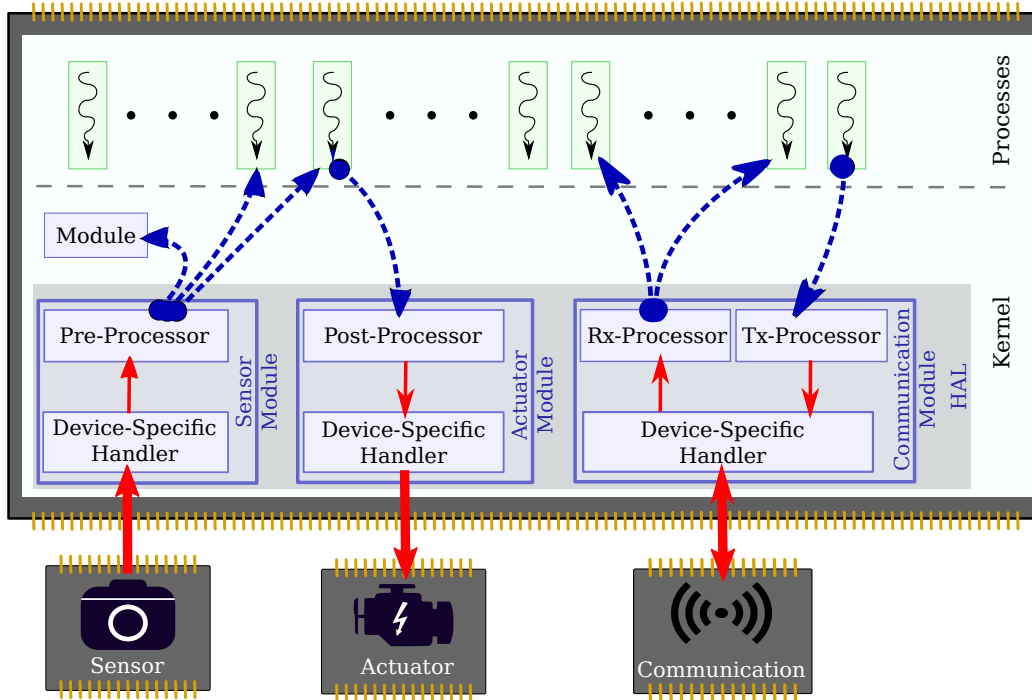 Processes
Module
Kernel
Pre-Processor
Device-Specific
Handler
Sensor
Module
Post-Processor
Device-Specific
Handler
Actuator
Module
Rx-Processor
Tx-Processor
Device-Specific
Handler
Communication
Module
HAL
Sensor
Actuator
Communication